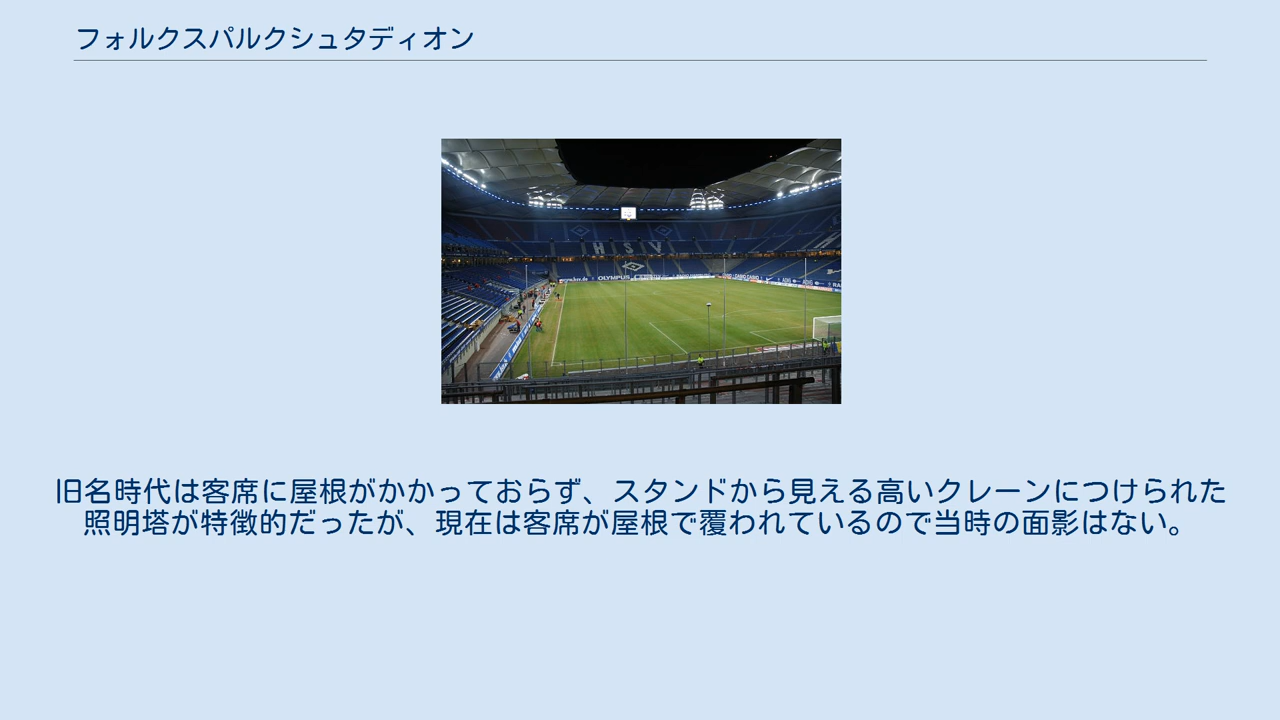 フォルクスパルクシュタディオン
HSV
OLYMPUS
旧名時代は客席に屋根がかかっておらず、スタンドから見える高いクレーンにつけられた
照明塔が特徴的だったが、現在は客席が屋根で覆われているので当時の面影はない。